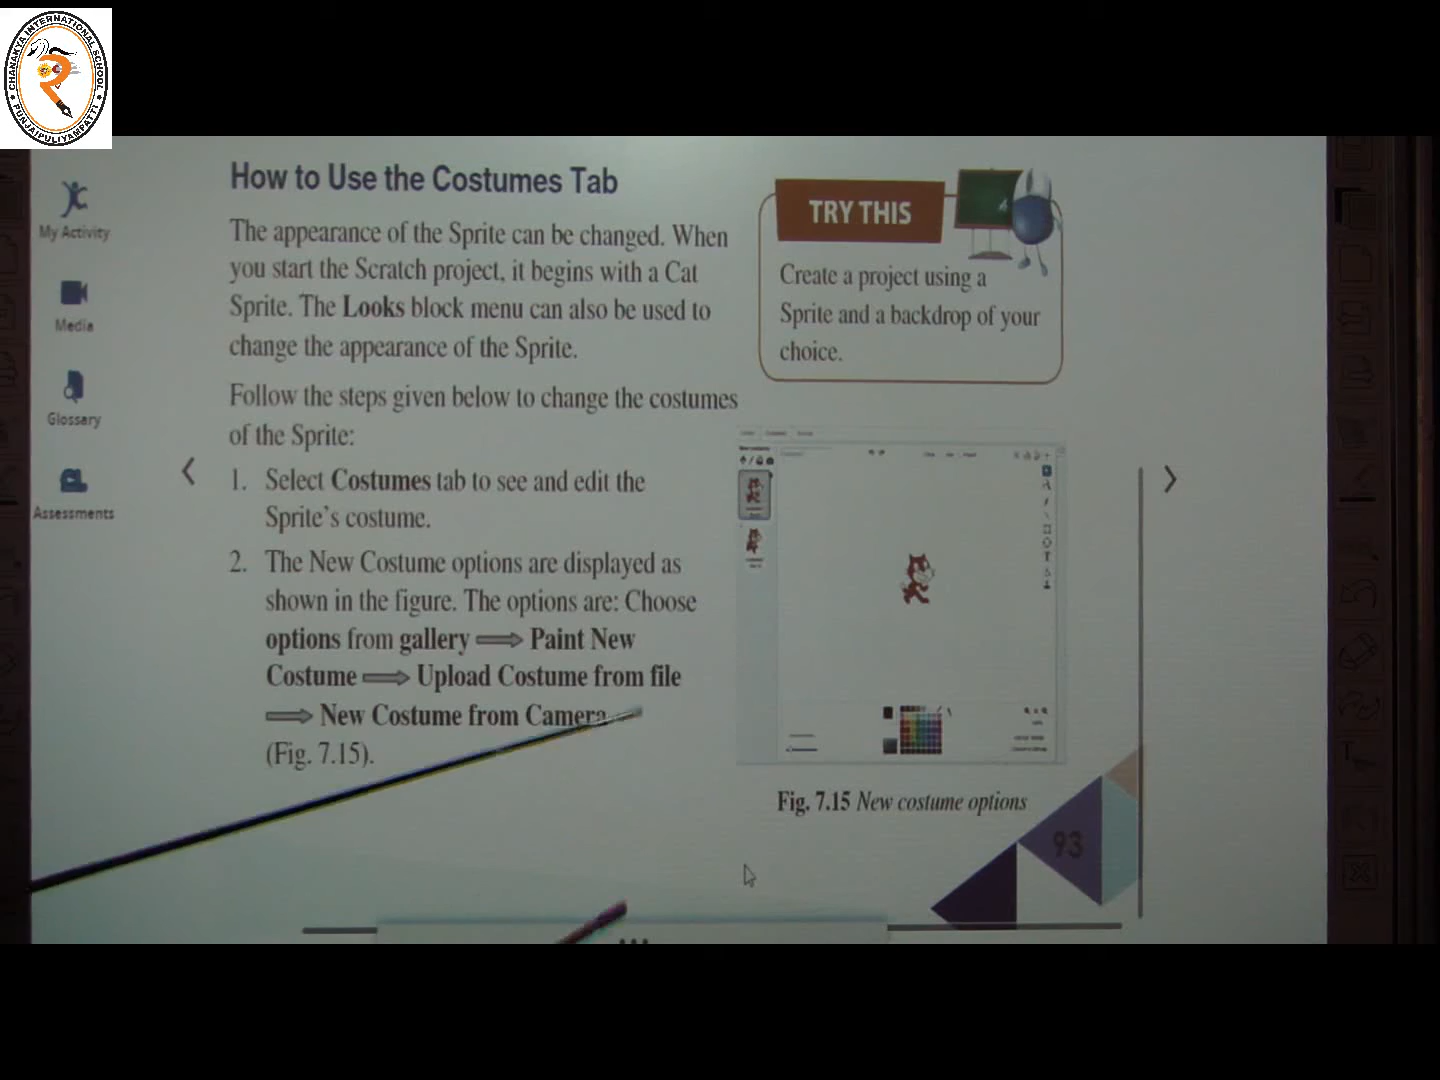 CHANAKYA INTERNATIONAL SCHOOL
PUNJAIPULIYAMPATTI
My Activity
Media
Glossary
Assessments
How to Use the Costumes Tab
The appearance of the Sprite can be changed. When
you start the Scratch project, it begins with a Cat
Sprite. The Looks block menu can also be used to
change the appearance of the Sprite.
Follow the steps given below to change the costumes
of the Sprite:
1. Select Costumes tab to see and edit the
Sprite's costume.
2. The New Costume options are displayed as
shown in the figure. The options are: Choose
options from gallery ⟹ Paint New
Costume ⟹ Upload Costume from file
⟹ New Costume from Camera
(Fig. 7.15).
TRY THIS
Create a project using a
Sprite and a backdrop of your
choice.
Fig. 7.15 New costume options
93